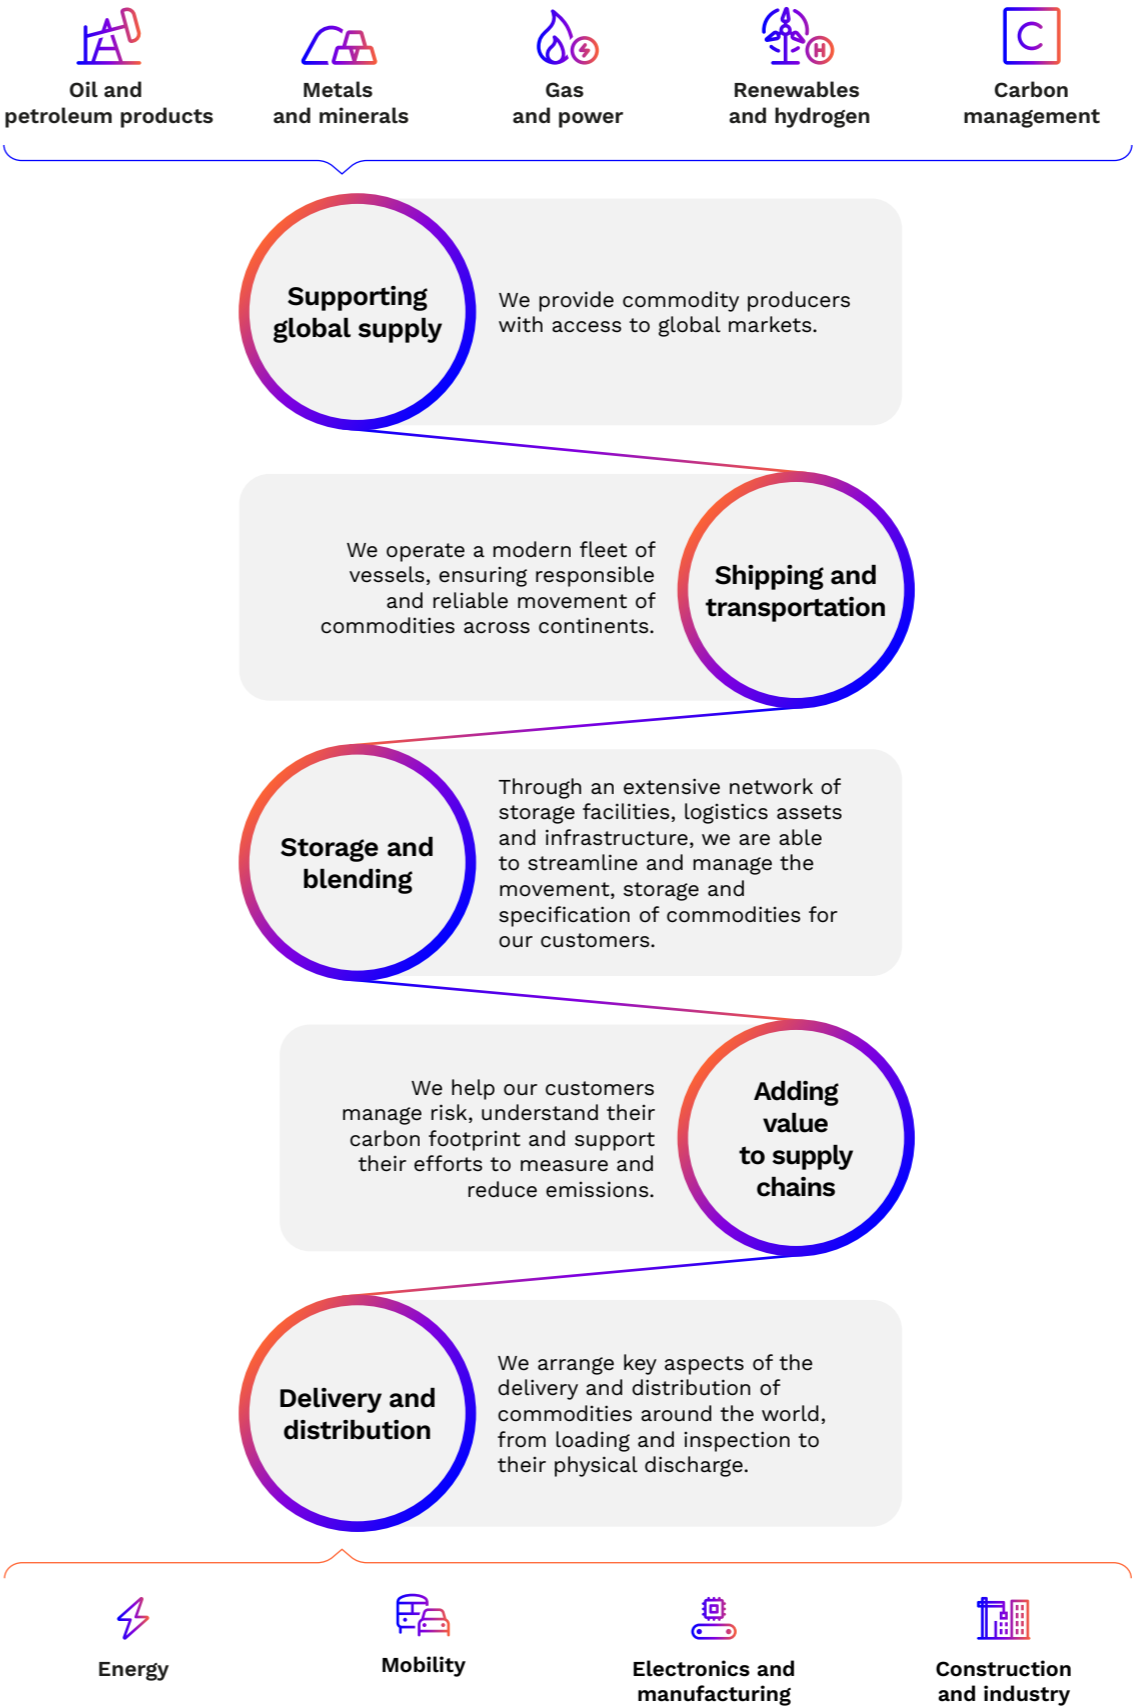 Oil and
petroleum products
Metals
and minerals
Gas
and power
H
Renewables
and hydrogen
C
Carbon
management
Supporting
global supply
We provide commodity producers
with access to global markets.
We operate a modern fleet of
vessels, ensuring responsible
and reliable movement of
commodities across continents.
Shipping and
transportation
Storage and
blending
Through an extensive network of
storage facilities, logistics assets
and infrastructure, we are able
to streamline and manage the
movement, storage and
specification of commodities for
our customers.
We help our customers
manage risk, understand their
carbon footprint and support
their efforts to measure and
reduce emissions.
Adding
value
to supply
chains
Delivery and
distribution
We arrange key aspects of the
delivery and distribution of
commodities around the world,
from loading and inspection to
their physical discharge.
Energy
Mobility
Electronics and
manufacturing
Construction
and industry